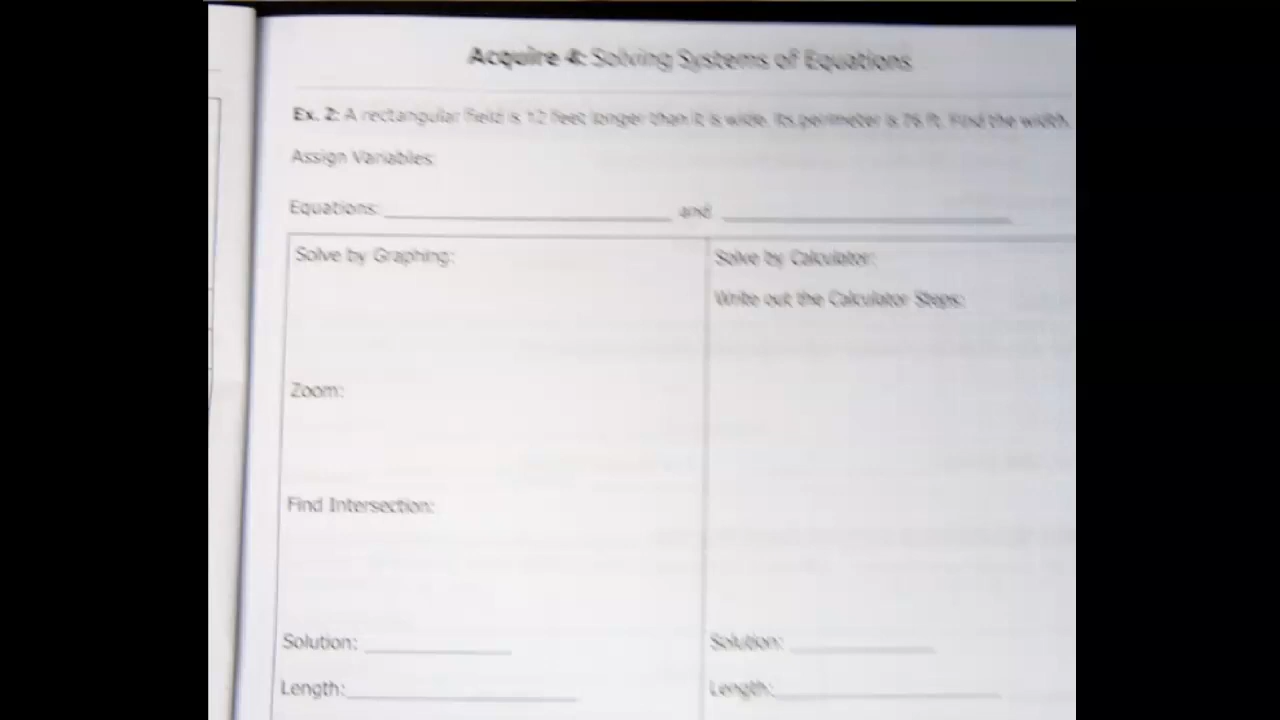 Acquire 4: Solving Systems of Equations
Ex. 2: A rectangular field is 12 feet longer than it is wide. Its perimeter is 76 ft. Find the width.
Assign Variables:
Equations: and
Solve by Graphing:
Zoom:
Find Intersection:
Solution:
Length:
Solve by Calculator:
Write out the Calculator Steps:
Solution:
Length: